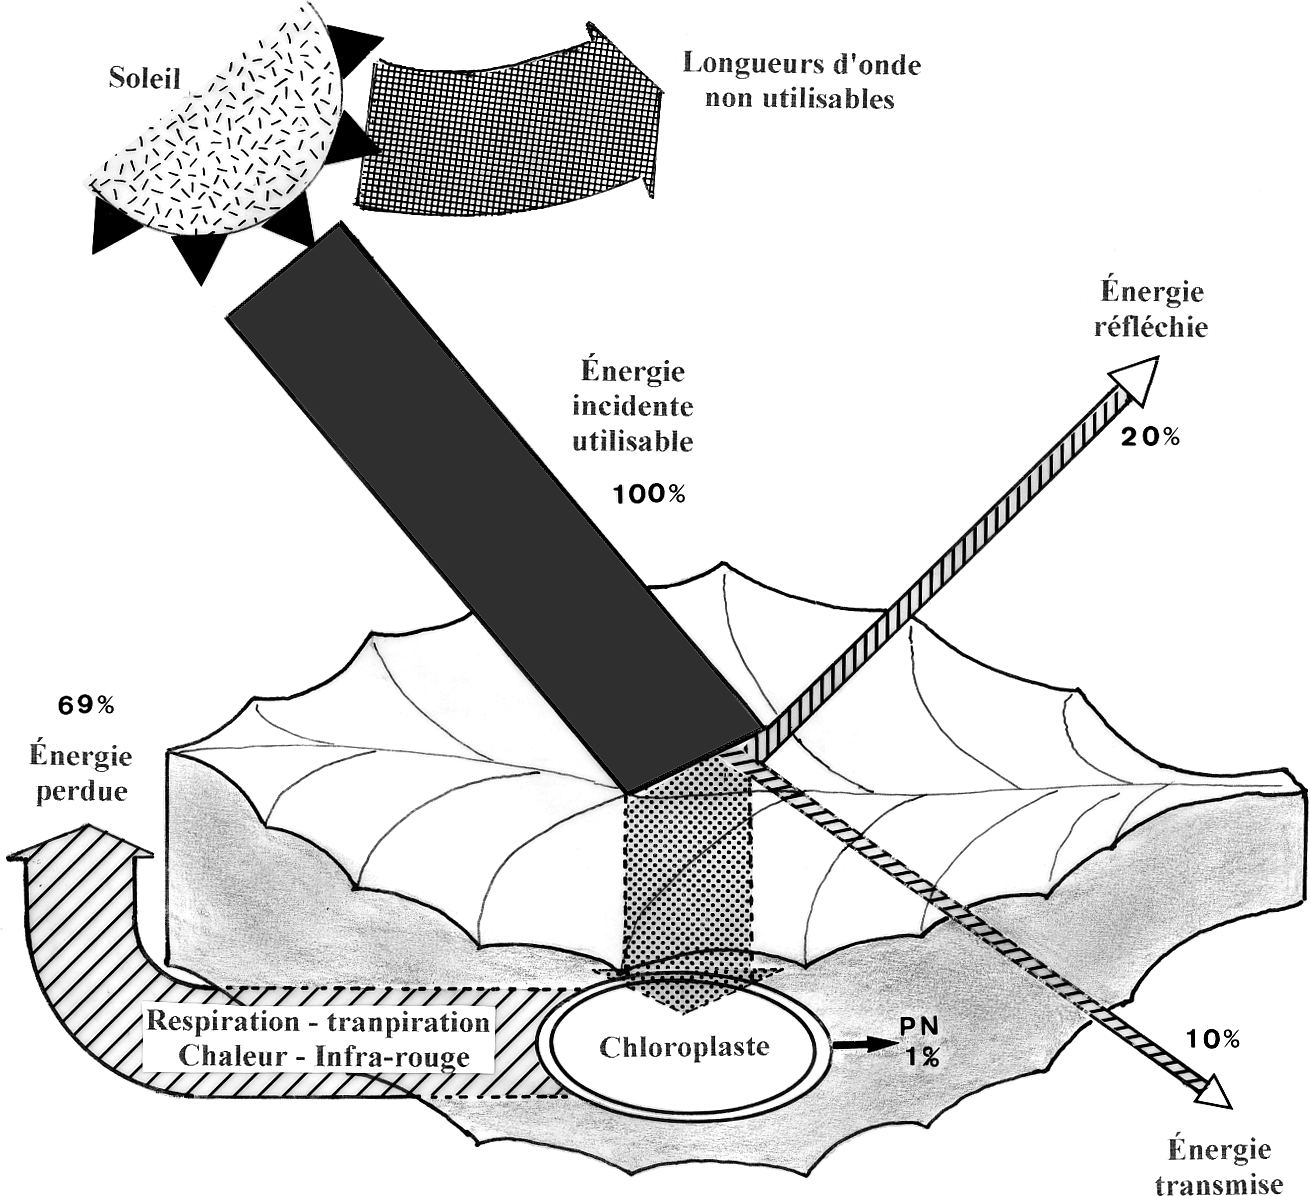 Soleil
Longueurs d'onde
non utilisables
Énergie
réfléchie
20%
Énergie
incidente
utilisable
100%
69%
Énergie
perdue
Respiration - tranpiration
Chaleur - Infra-rouge
Chloroplaste
PN
1%
10%
Énergie
transmise